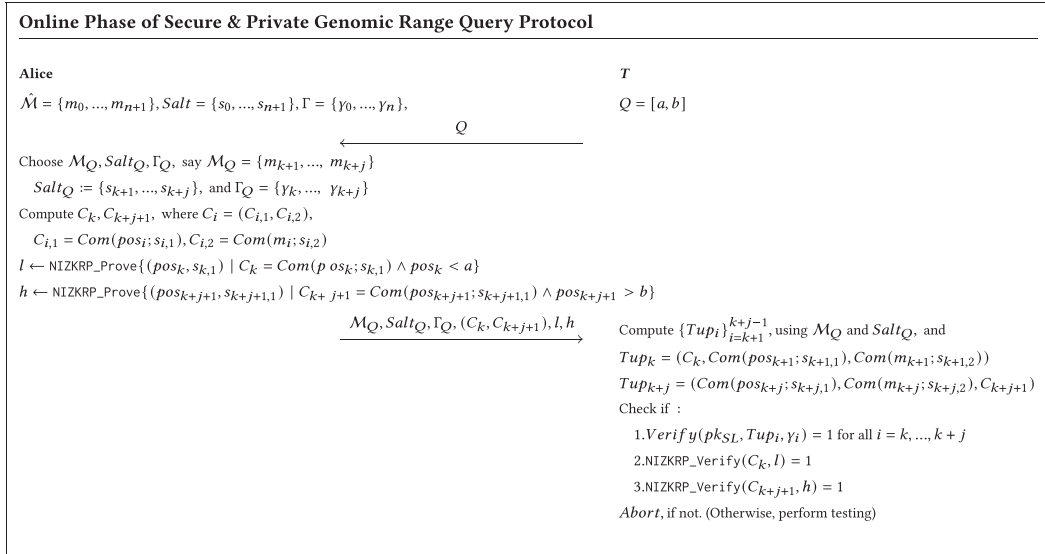 Online Phase of Secure & Private Genomic Range Query Protocol
Alice
T
ℳ̂ = {m₀, ..., mₙ₊₁}, Salt = {s₀, ..., sₙ₊₁}, Γ = {γ₀, ..., γₙ},
Q = [a, b]
Q
Choose ℳ_Q, Salt_Q, Γ_Q, say ℳ_Q = {m_{k+1}, ..., m_{k+j}}
Salt_Q := {s_{k+1}, ..., s_{k+j}}, and Γ_Q = {γ_k, ..., γ_{k+j}}
Compute C_k, C_{k+j+1}, where C_i = (C_{i,1}, C_{i,2}),
C_{i,1} = Com(pos_i; s_{i,1}), C_{i,2} = Com(m_i; s_{i,2})
l ← NIZKRP_Prove{(pos_k, s_{k,1}) | C_k = Com(p os_k; s_{k,1}) ∧ pos_k < a}
h ← NIZKRP_Prove{(pos_{k+j+1}, s_{k+j+1,1}) | C_{k+ j+1} = Com(pos_{k+j+1}; s_{k+j+1,1}) ∧ pos_{k+j+1} > b}
ℳ_Q, Salt_Q, Γ_Q, (C_k, C_{k+j+1}), l, h
Compute {Tup_i}_{i=k+1}^{k+j−1}, using ℳ_Q and Salt_Q, and
Tup_k = (C_k, Com(pos_{k+1}; s_{k+1,1}), Com(m_{k+1}; s_{k+1,2}))
Tup_{k+j} = (Com(pos_{k+j}; s_{k+j,1}), Com(m_{k+j}; s_{k+j,2}), C_{k+j+1})
Check if :
1.Verify(pk_{SL}, Tup_i, γ_i) = 1 for all i = k, ..., k + j
2.NIZKRP_Verify(C_k, l) = 1
3.NIZKRP_Verify(C_{k+j+1}, h) = 1
Abort, if not. (Otherwise, perform testing)